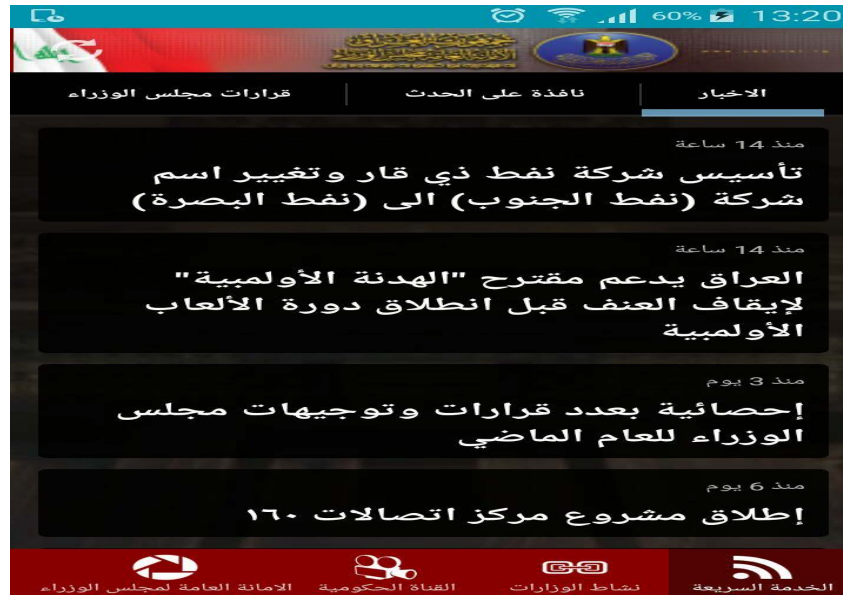 60% 13:20
الاخبار
نافذة على الحدث
قرارات مجلس الوزراء
منذ 14 ساعة
تأسيس شركة نفط ذي قار وتغيير اسم
شركة (نفط الجنوب) الى (نفط البصرة)
منذ 14 ساعة
العراق يدعم مقترح "الهدنة الأولمبية"
لإيقاف العنف قبل انطلاق دورة الألعاب
الأولمبية
منذ 3 يوم
إحصائية بعدد قرارات وتوجيهات مجلس
الوزراء للعام الماضي
منذ 6 يوم
إطلاق مشروع مركز اتصالات ١٦٠
الخدمة السريعة
نشاط الوزارات
القناة الحكومية
الامانة العامة لمجلس الوزراء